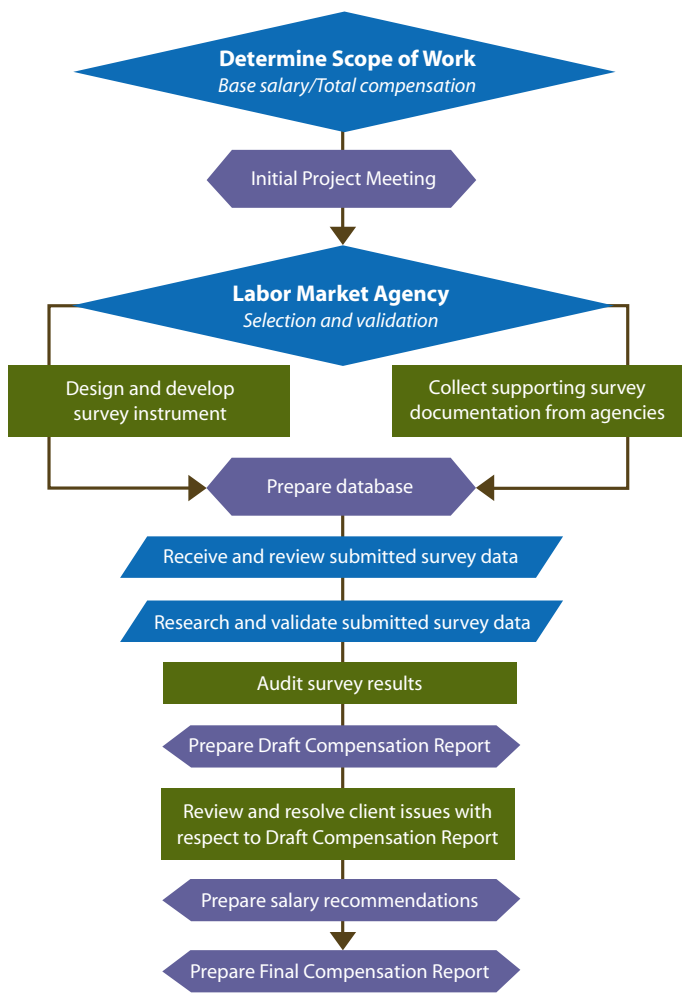 Determine Scope of Work
Base salary/Total compensation
Initial Project Meeting
Labor Market Agency
Selection and validation
Design and develop
survey instrument
Collect supporting survey
documentation from agencies
Prepare database
Receive and review submitted survey data
Research and validate submitted survey data
Audit survey results
Prepare Draft Compensation Report
Review and resolve client issues with
respect to Draft Compensation Report
Prepare salary recommendations
Prepare Final Compensation Report